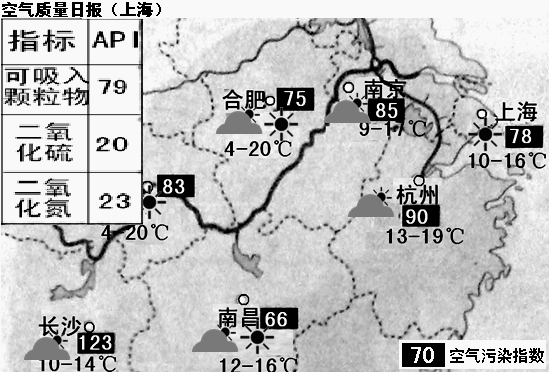 空气质量日报（上海）
指标 API
可吸入颗粒物 79
二氧化硫 20
二氧化氮 23
合肥 75
4-20℃
南京
85
9-17℃
上海
78
10-16℃
83
4-20℃
杭州
90
13-19℃
长沙
123
10-14℃
南昌 66
12-16℃
70 空气污染指数